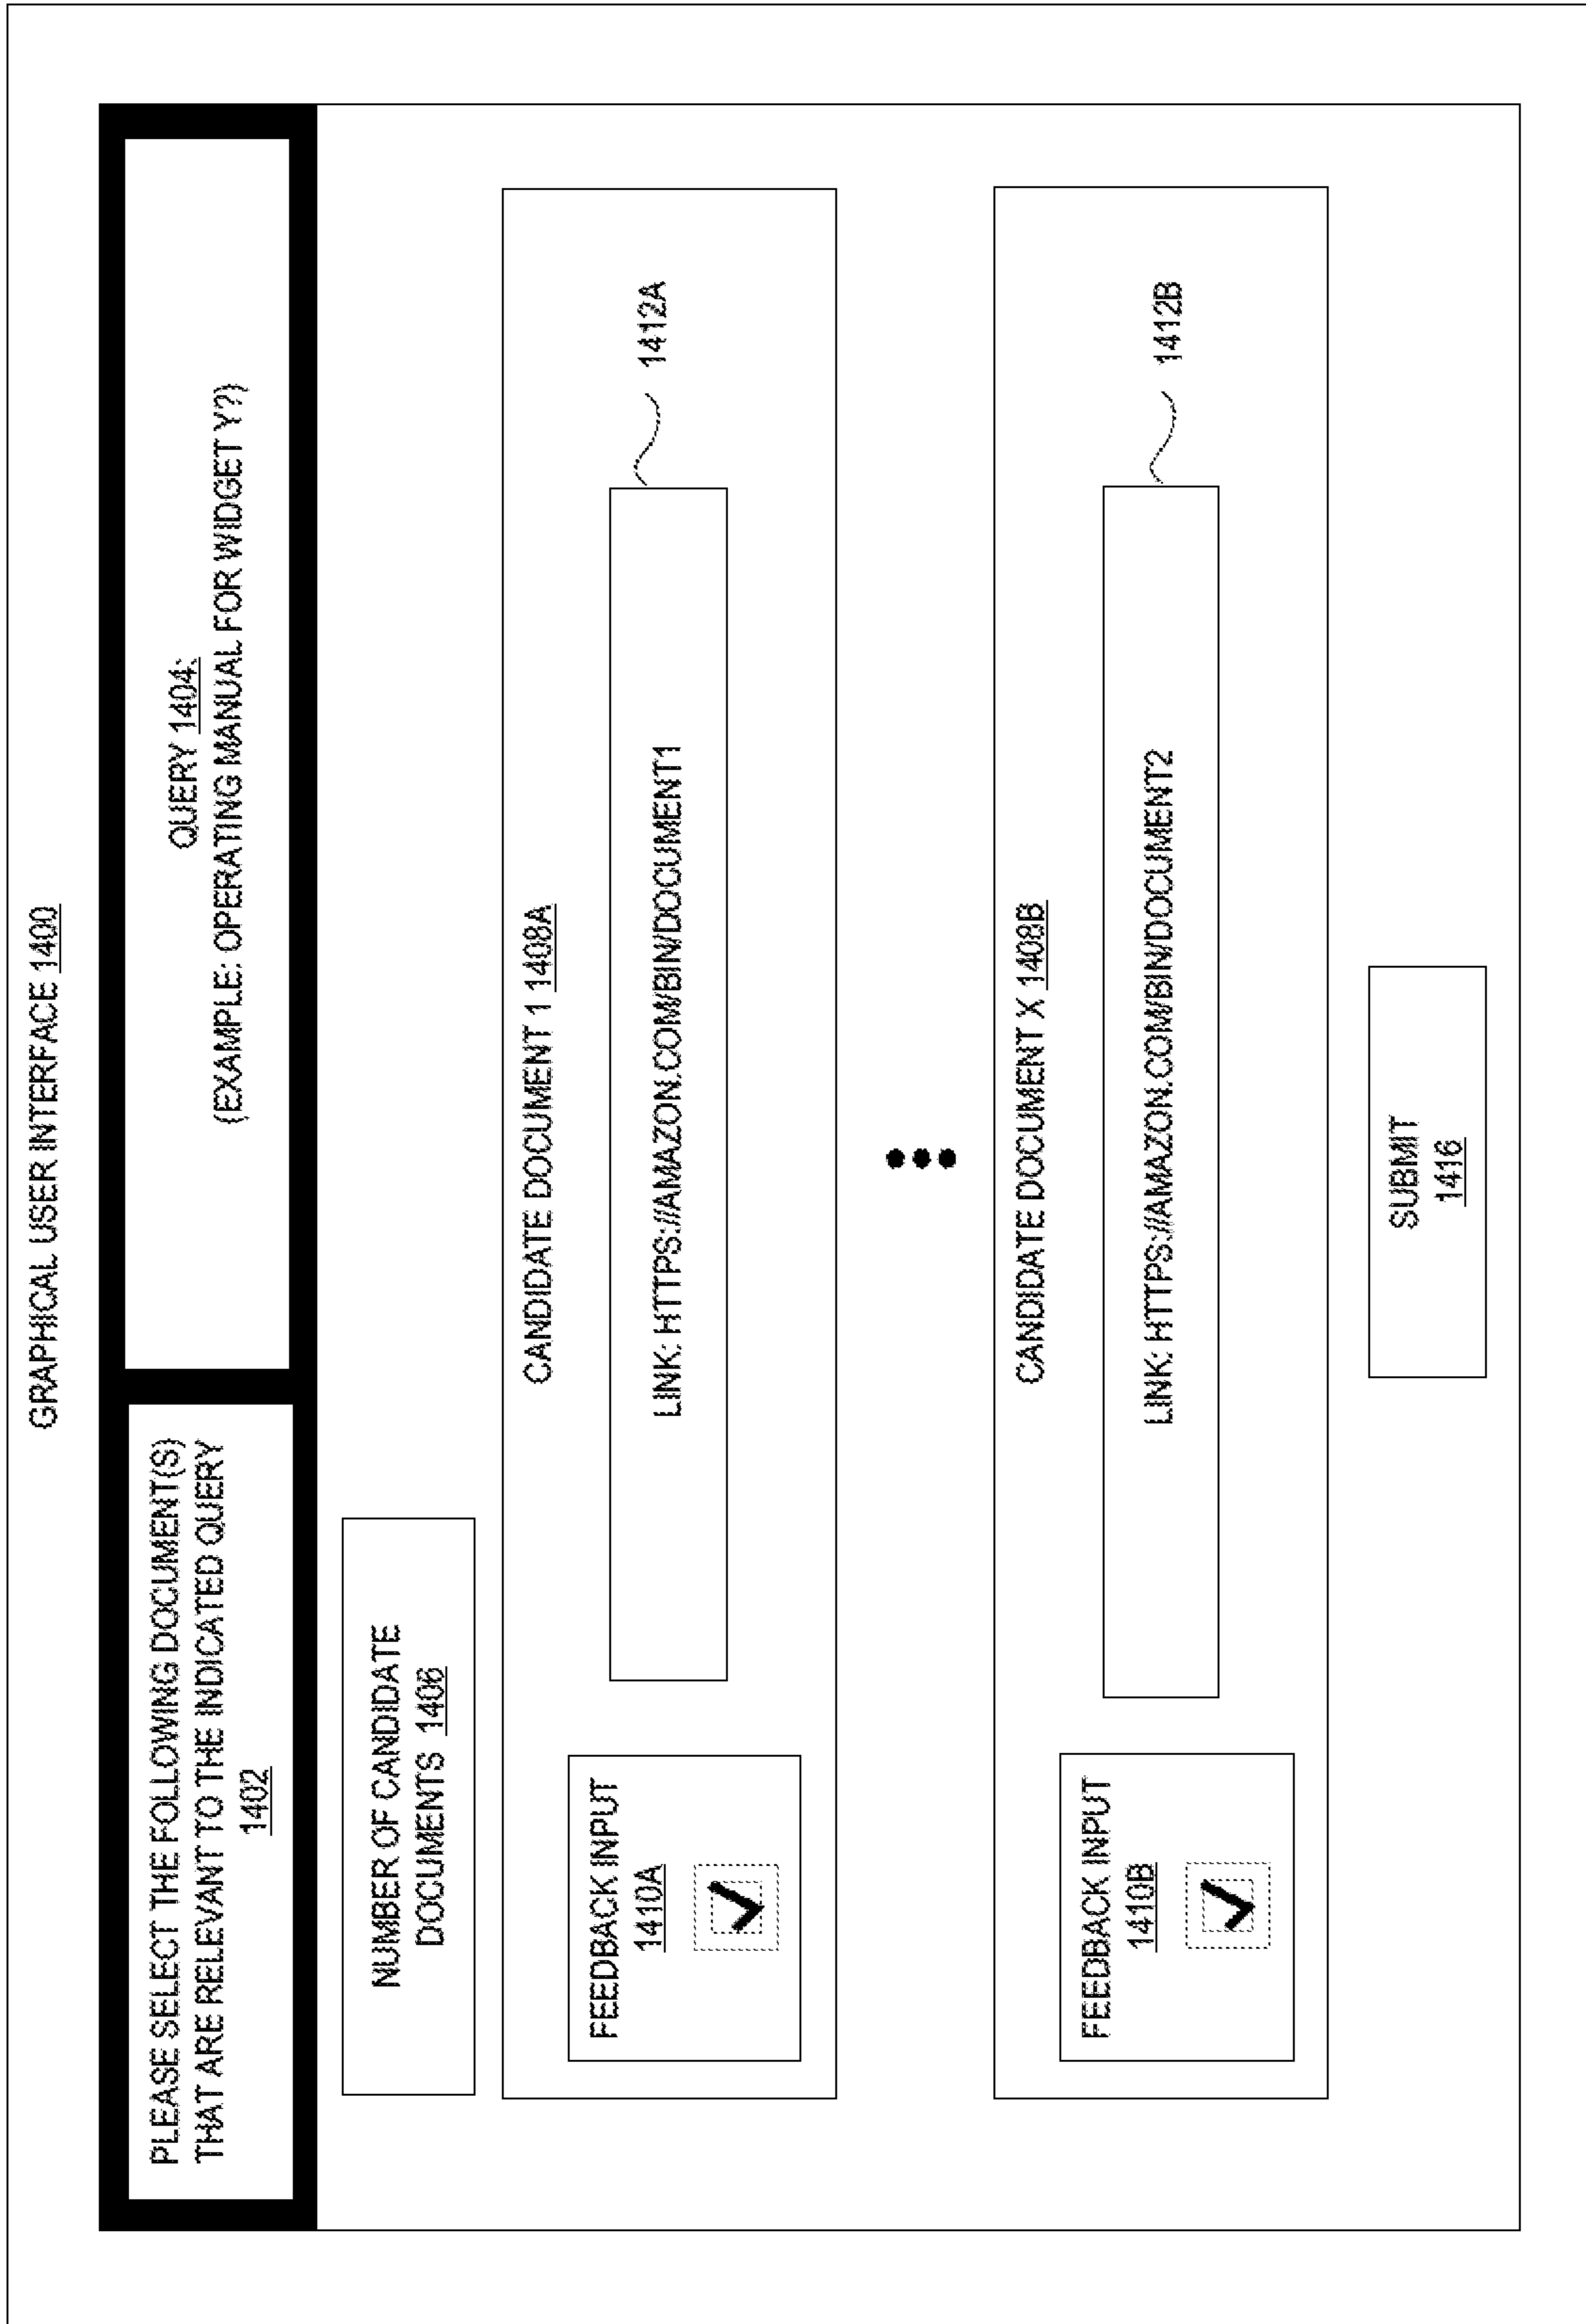 GRAPHICAL USER INTERFACE 1400
PLEASE SELECT THE FOLLOWING DOCUMENT(S)
THAT ARE RELEVANT TO THE INDICATED QUERY
1402
QUERY 1404:
(EXAMPLE: OPERATING MANUAL FOR WIDGET Y?)
NUMBER OF CANDIDATE
DOCUMENTS 1406
CANDIDATE DOCUMENT 1 1408A
FEEDBACK INPUT
1410A
LINK: HTTPS://AMAZON.COM/BIN/DOCUMENT1
1412A
CANDIDATE DOCUMENT X 1408B
FEEDBACK INPUT
1410B
LINK: HTTPS://AMAZON.COM/BIN/DOCUMENT2
1412B
SUBMIT
1416